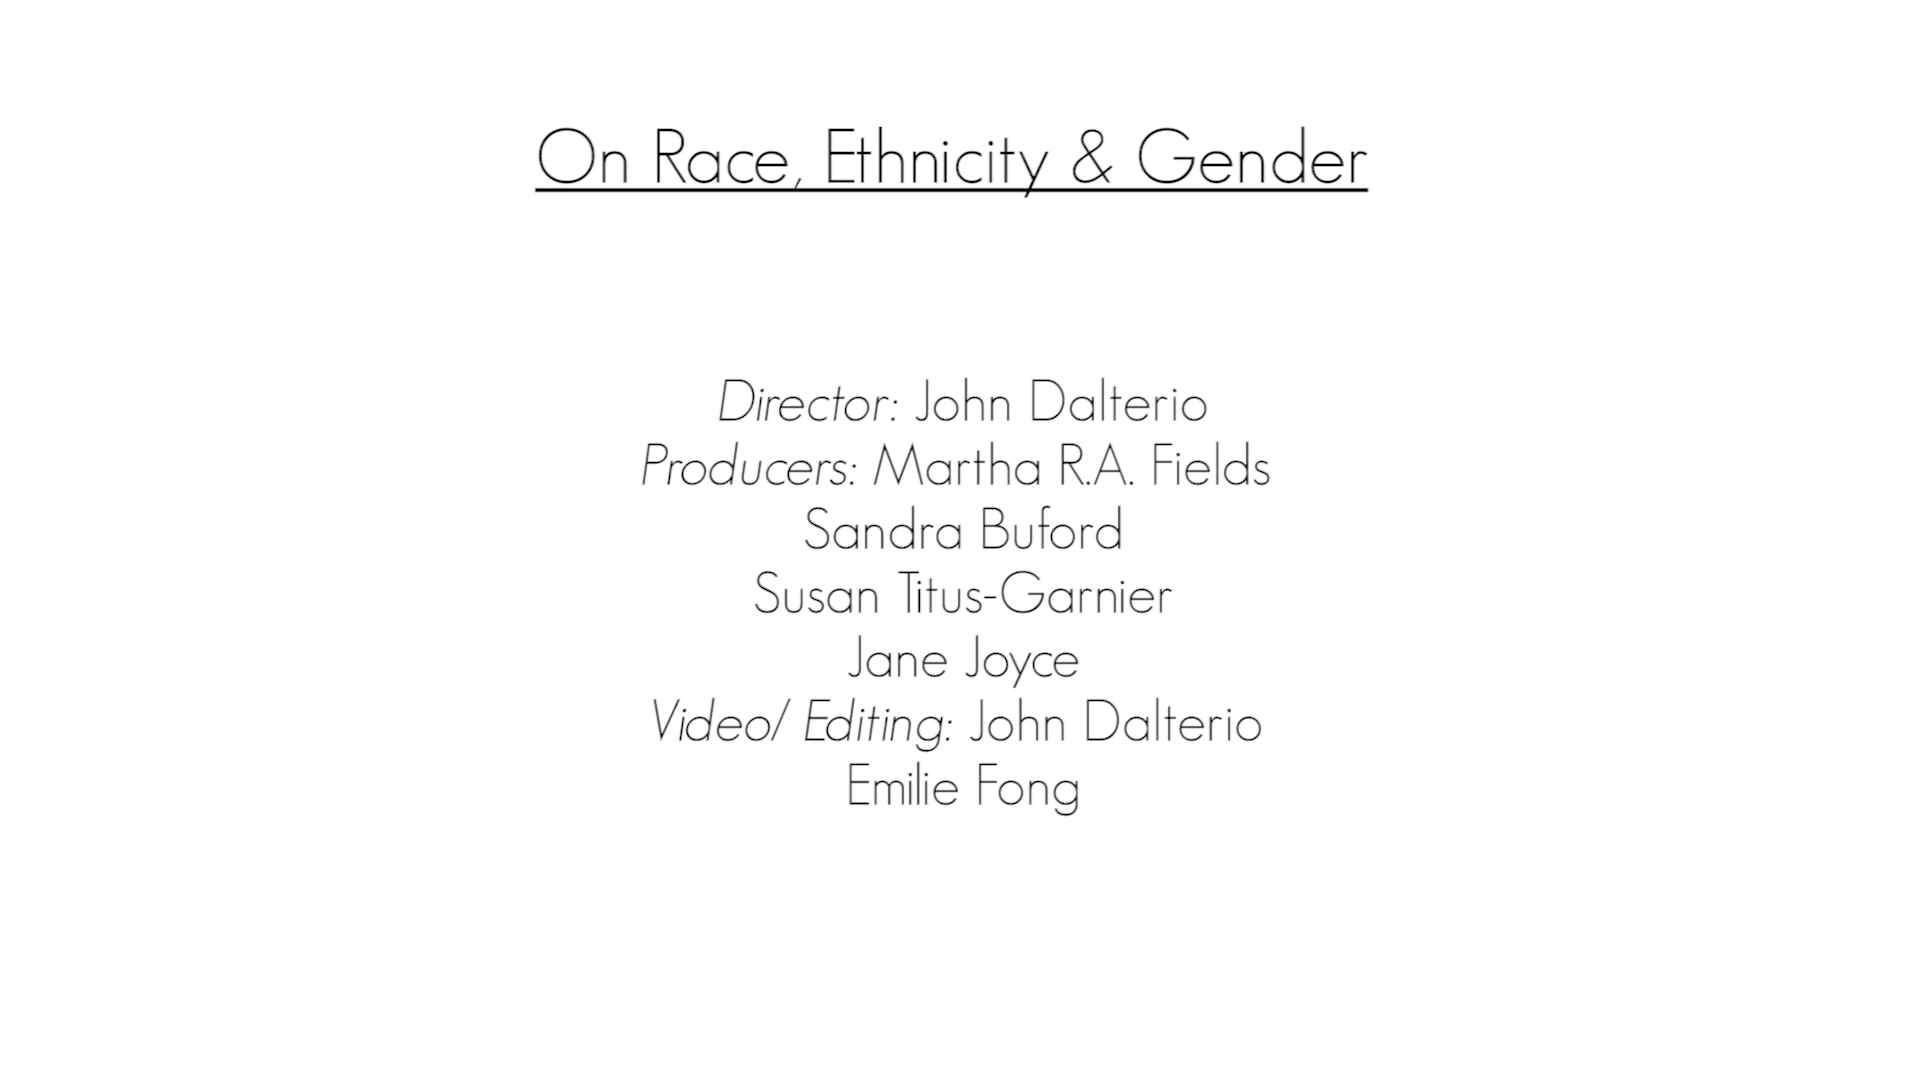 On Race, Ethnicity & Gender
Director: John Dalterio
Producers: Martha R.A. Fields
Sandra Buford
Susan Titus-Garnier
Jane Joyce
Video/ Editing: John Dalterio
Emilie Fong